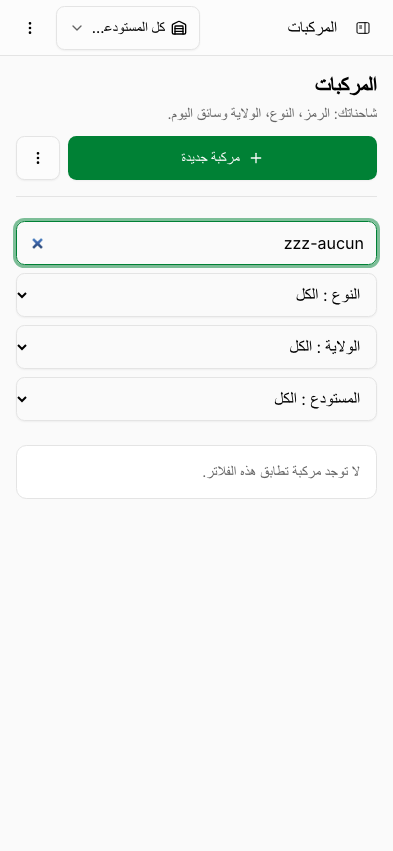 المركبات
كل المستودع...
المركبات
شاحناتك: الرمز، النوع، الولاية وسائق اليوم.
مركبة جديدة
zzz-aucun
النوع : الكل
الولاية : الكل
المستودع : الكل
لا توجد مركبة تطابق هذه الفلاتر.